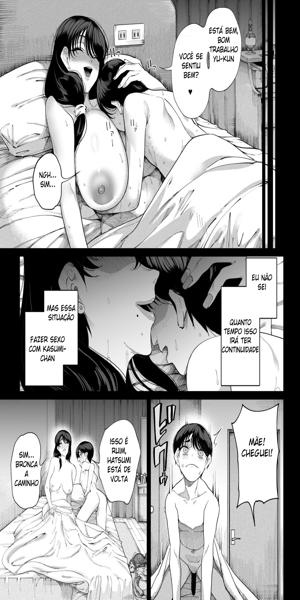 ESTÁ BEM,
BOM
TRABALHO
YU-KUN
VOCÊ SE
SENTIU
BEM?
NGH...
SIM...
EU NÃO
SEI
QUANTO
TEMPO ISSO
IRÁ TER
CONTINUIDADE
MAS ESSA
SITUAÇÃO
FAZER SEXO
COM KASUMI-
CHAN
MÃE!
CHEGUEI!
ISSO É
RUIM,
HATSUMI
ESTÁ DE
VOLTA
SIM...
BRONCA
A
CAMINHO